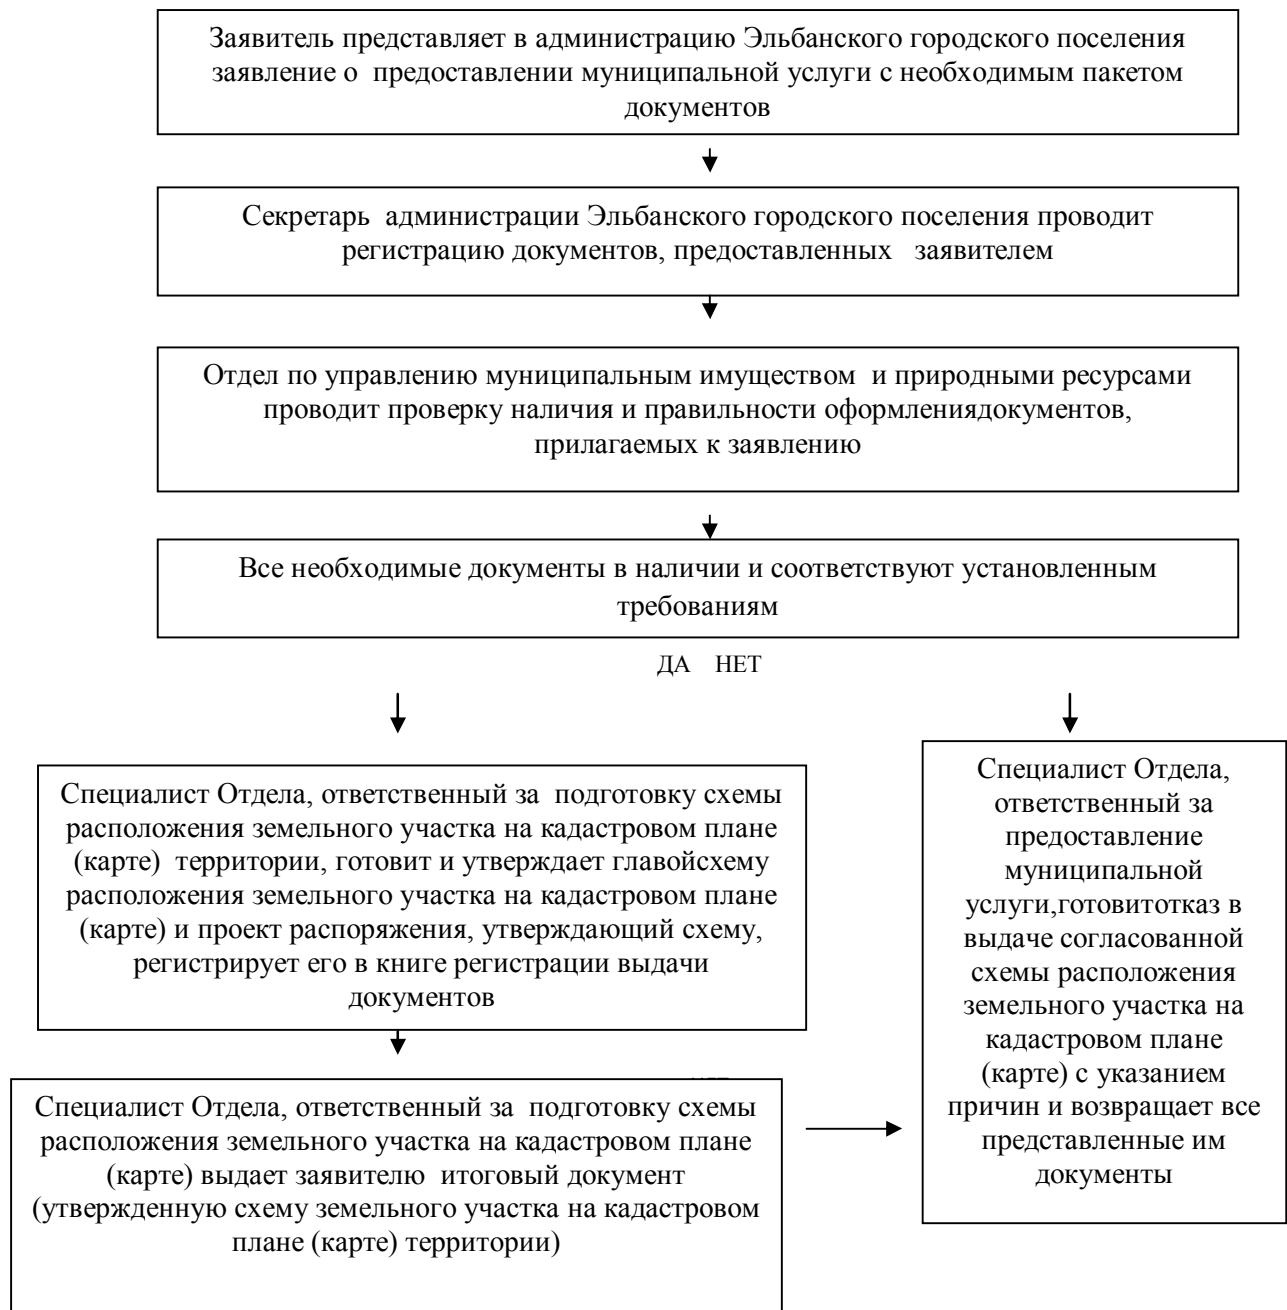 Заявитель представляет в администрацию Эльбанского городского поселения
заявление о предоставлении муниципальной услуги с необходимым пакетом
документов
Секретарь администрации Эльбанского городского поселения проводит
регистрацию документов, предоставленных заявителем
Отдел по управлению муниципальным имуществом и природными ресурсами
проводит проверку наличия и правильности оформлениядокументов,
прилагаемых к заявлению
Все необходимые документы в наличии и соответствуют установленным
требованиям
ДА НЕТ
Специалист Отдела, ответственный за подготовку схемы
расположения земельного участка на кадастровом плане
(карте) территории, готовит и утверждает главойсхему
расположения земельного участка на кадастровом плане
(карте) и проект распоряжения, утверждающий схему,
регистрирует его в книге регистрации выдачи
документов
Специалист Отдела, ответственный за подготовку схемы
расположения земельного участка на кадастровом плане
(карте) выдает заявителю итоговый документ
(утвержденную схему земельного участка на кадастровом
плане (карте) территории)
Специалист Отдела,
ответственный за
предоставление
муниципальной
услуги,готовитотказ в
выдаче согласованной
схемы расположения
земельного участка на
кадастровом плане
(карте) с указанием
причин и возвращает все
представленные им
документы